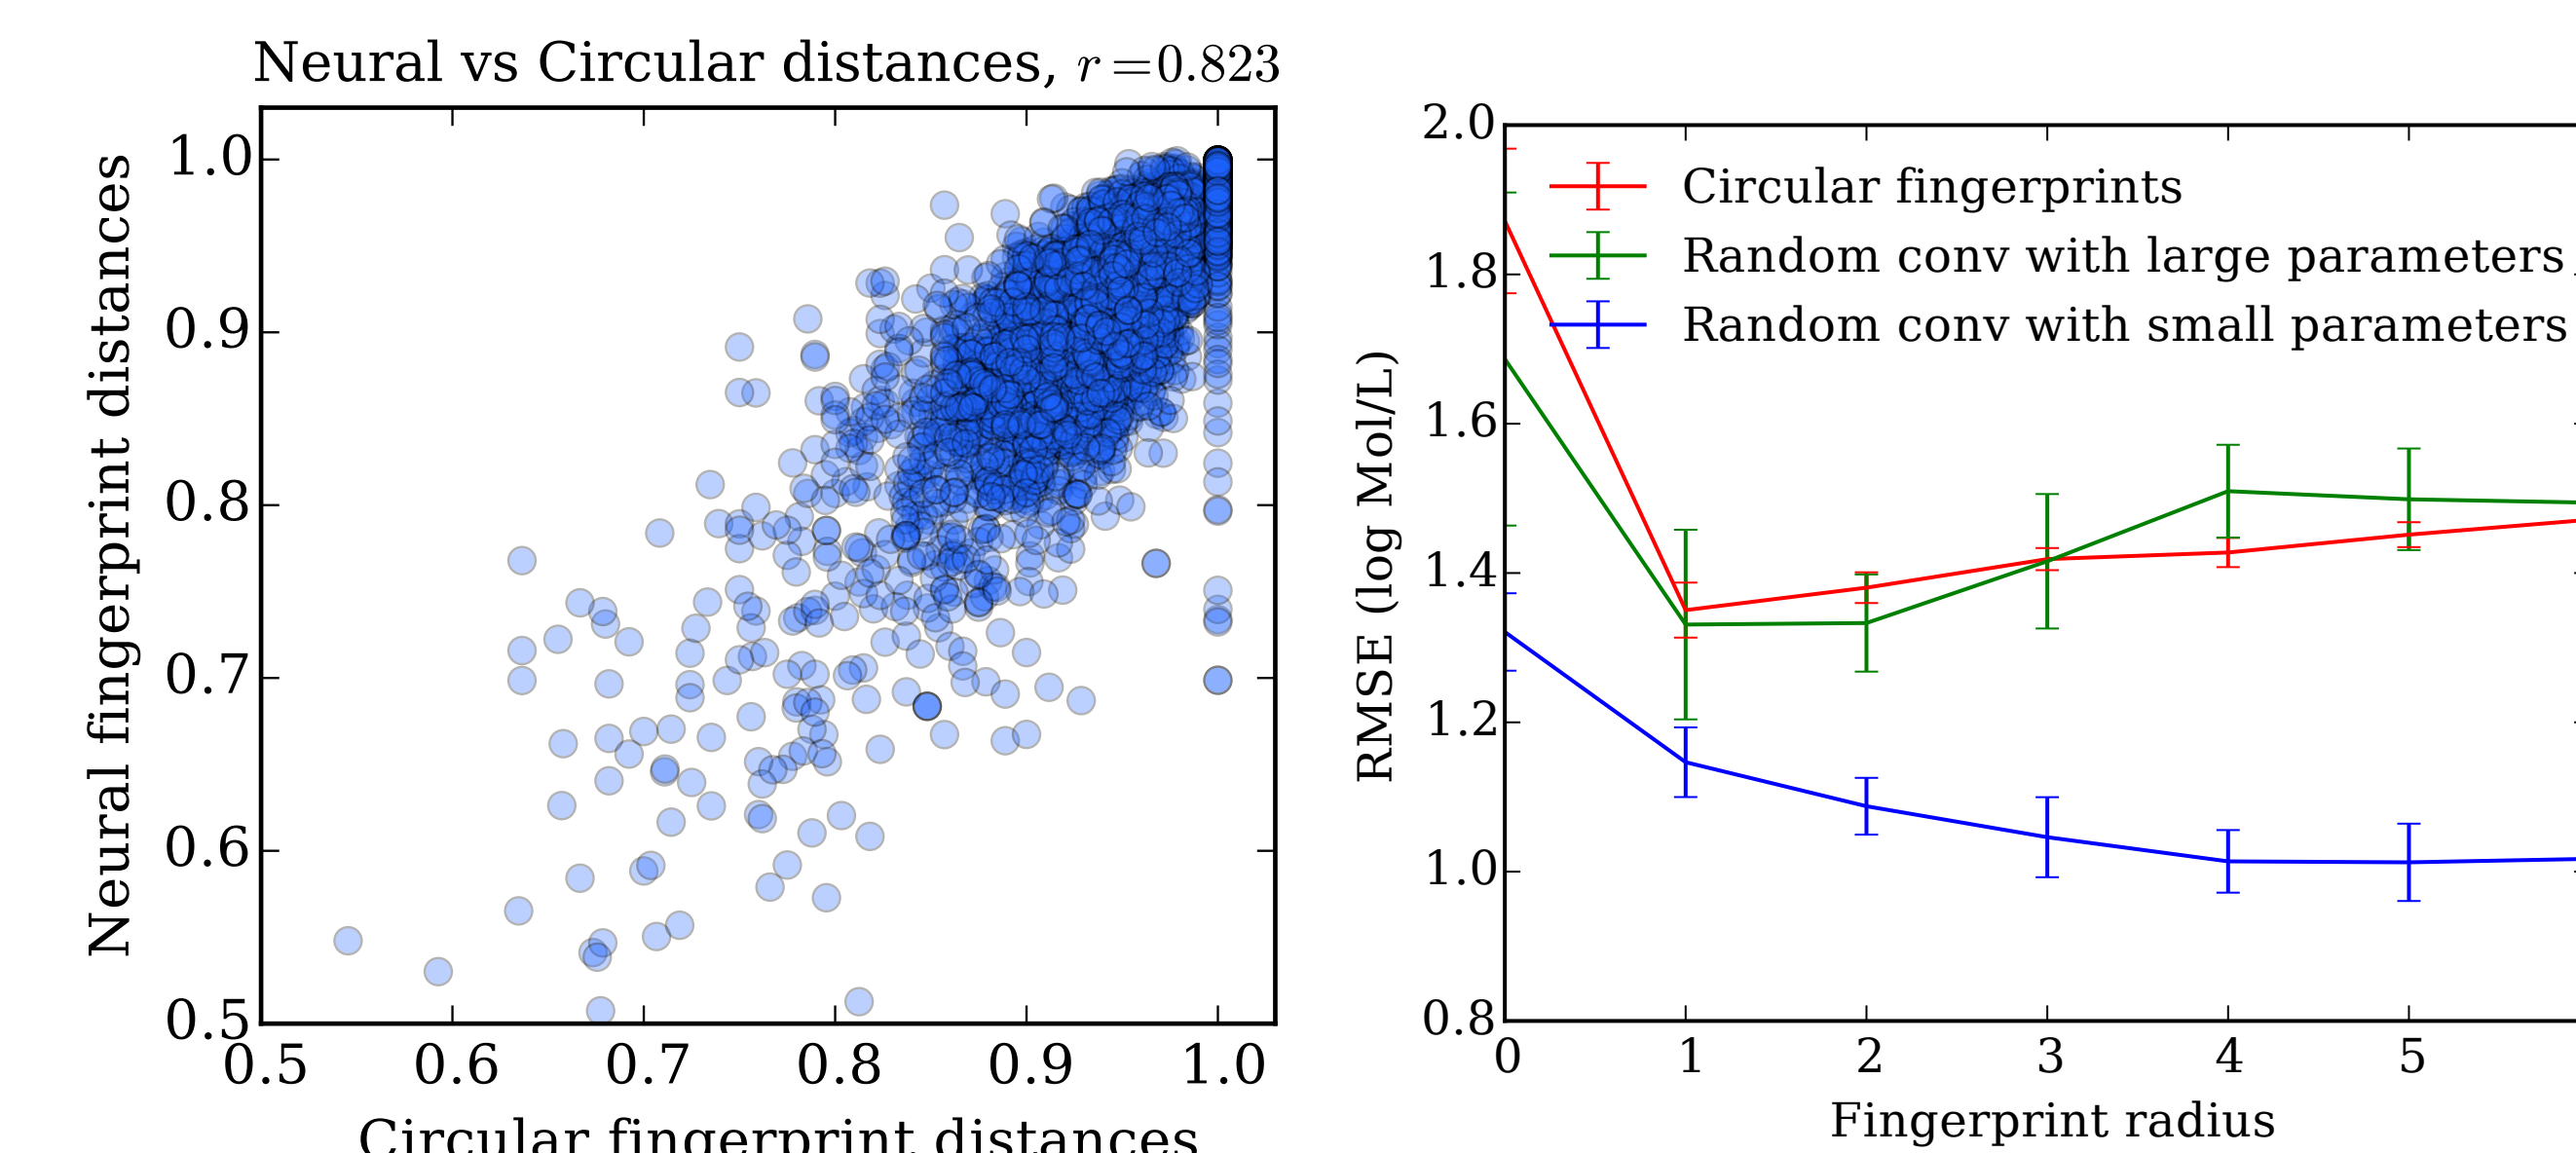 Neural vs Circular distances, r=0.823
Neural fingerprint distances
1.0
0.9
0.8
0.7
0.6
0.5
0.5 0.6 0.7 0.8 0.9 1.0
Circular fingerprint distances
RMSE (log Mol/L)
2.0
1.8
1.6
1.4
1.2
1.0
0.8
Circular fingerprints
Random conv with large parameters
Random conv with small parameters
0 1 2 3 4 5
Fingerprint radius